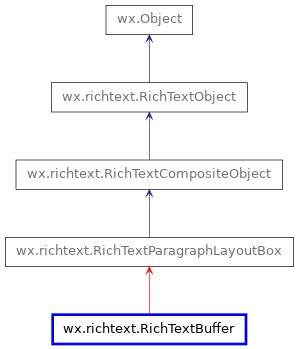 wx.Object
wx.richtext.RichTextObject
wx.richtext.RichTextCompositeObject
wx.richtext.RichTextParagraphLayoutBox
wx.richtext.RichTextBuffer